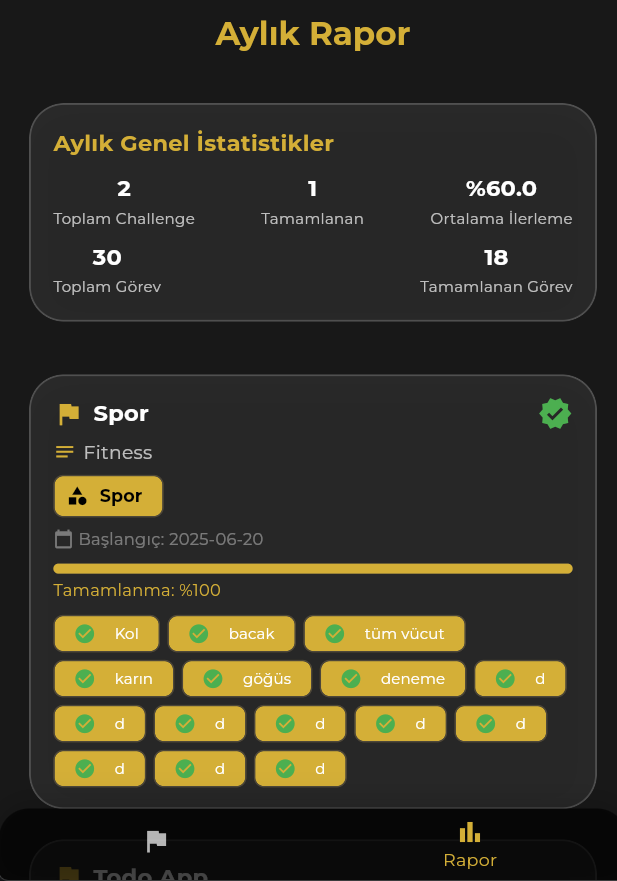 Aylık Rapor
Aylık Genel İstatistikler
2 1 %60.0
Toplam Challenge Tamamlanan Ortalama İlerleme
30 18
Toplam Görev Tamamlanan Görev
Spor
Fitness
Spor
Başlangıç: 2025-06-20
Tamamlanma: %100
Kol bacak tüm vücut
karın göğüs deneme d
d d d d d
d d d
Todo App
Rapor